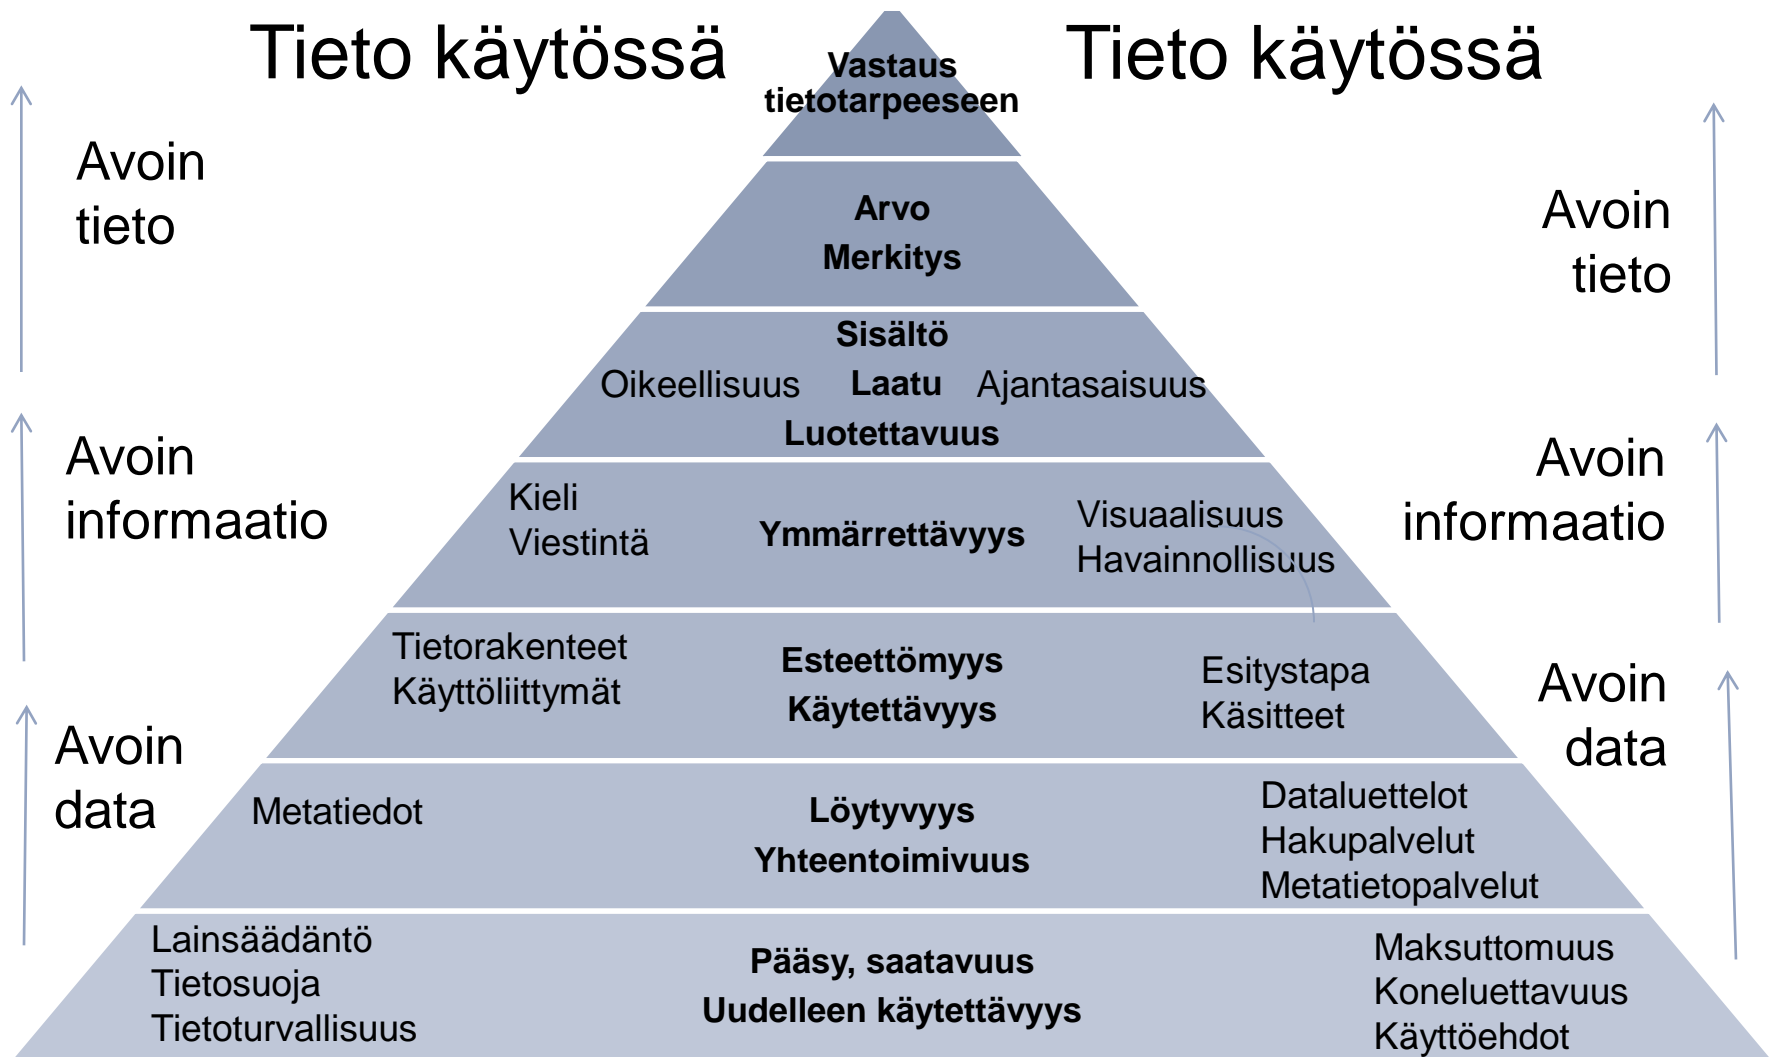 Tieto käytössä
Vastaus
tietotarpeeseen
Tieto käytössä
Avoin
tieto
Avoin
tieto
Arvo
Merkitys
Sisältö
Oikeellisuus Laatu Ajantasaisuus
Luotettavuus
Avoin
informaatio
Avoin
informaatio
Kieli
Viestintä
Ymmärrettävyys
Visuaalisuus
Havainnollisuus
Tietorakenteet
Käyttöliittymät
Esteettömyys
Käytettävyys
Esitystapa
Käsitteet
Avoin
data
Avoin
data
Metatiedot
Löytyvyys
Yhteentoimivuus
Dataluettelot
Hakupalvelut
Metatietopalvelut
Lainsäädäntö
Tietosuoja
Tietoturvallisuus
Pääsy, saatavuus
Uudelleen käytettävyys
Maksuttomuus
Koneluettavuus
Käyttöehdot